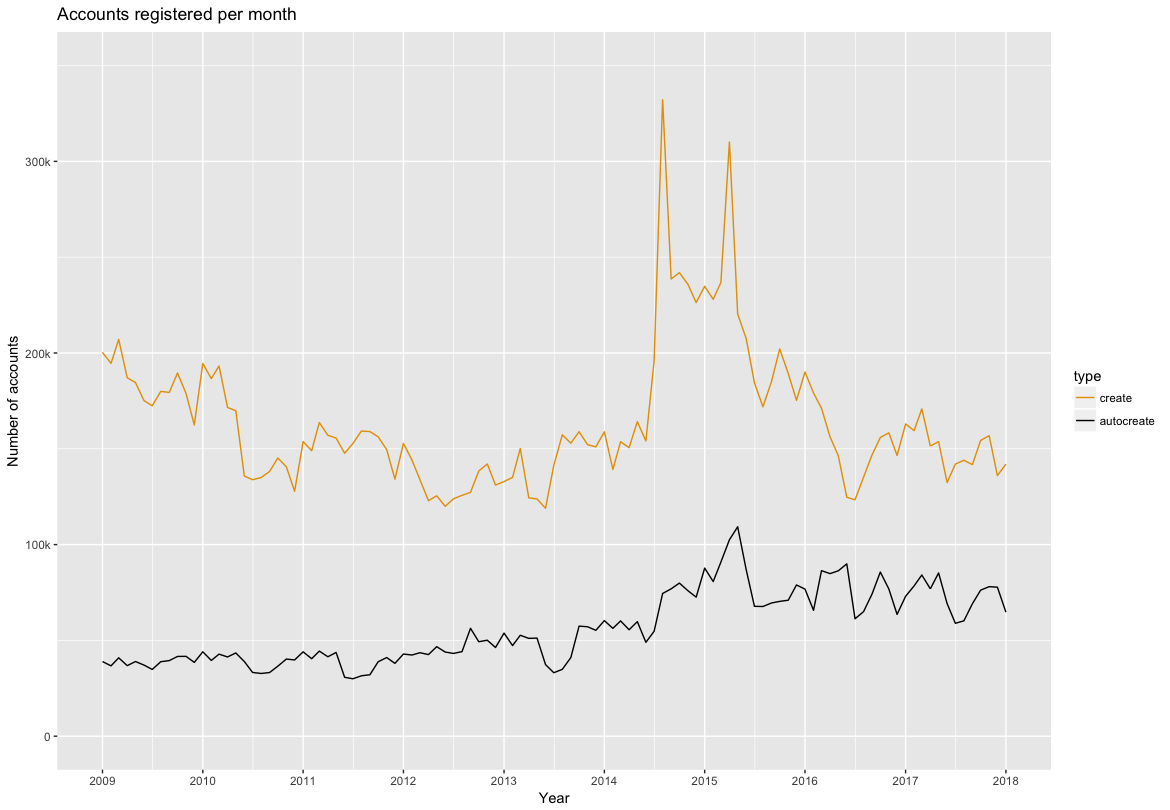 Accounts registered per month
Number of accounts
300k
200k
100k
0
2009 2010 2011 2012 2013 2014 2015 2016 2017 2018
Year
type
create
autocreate